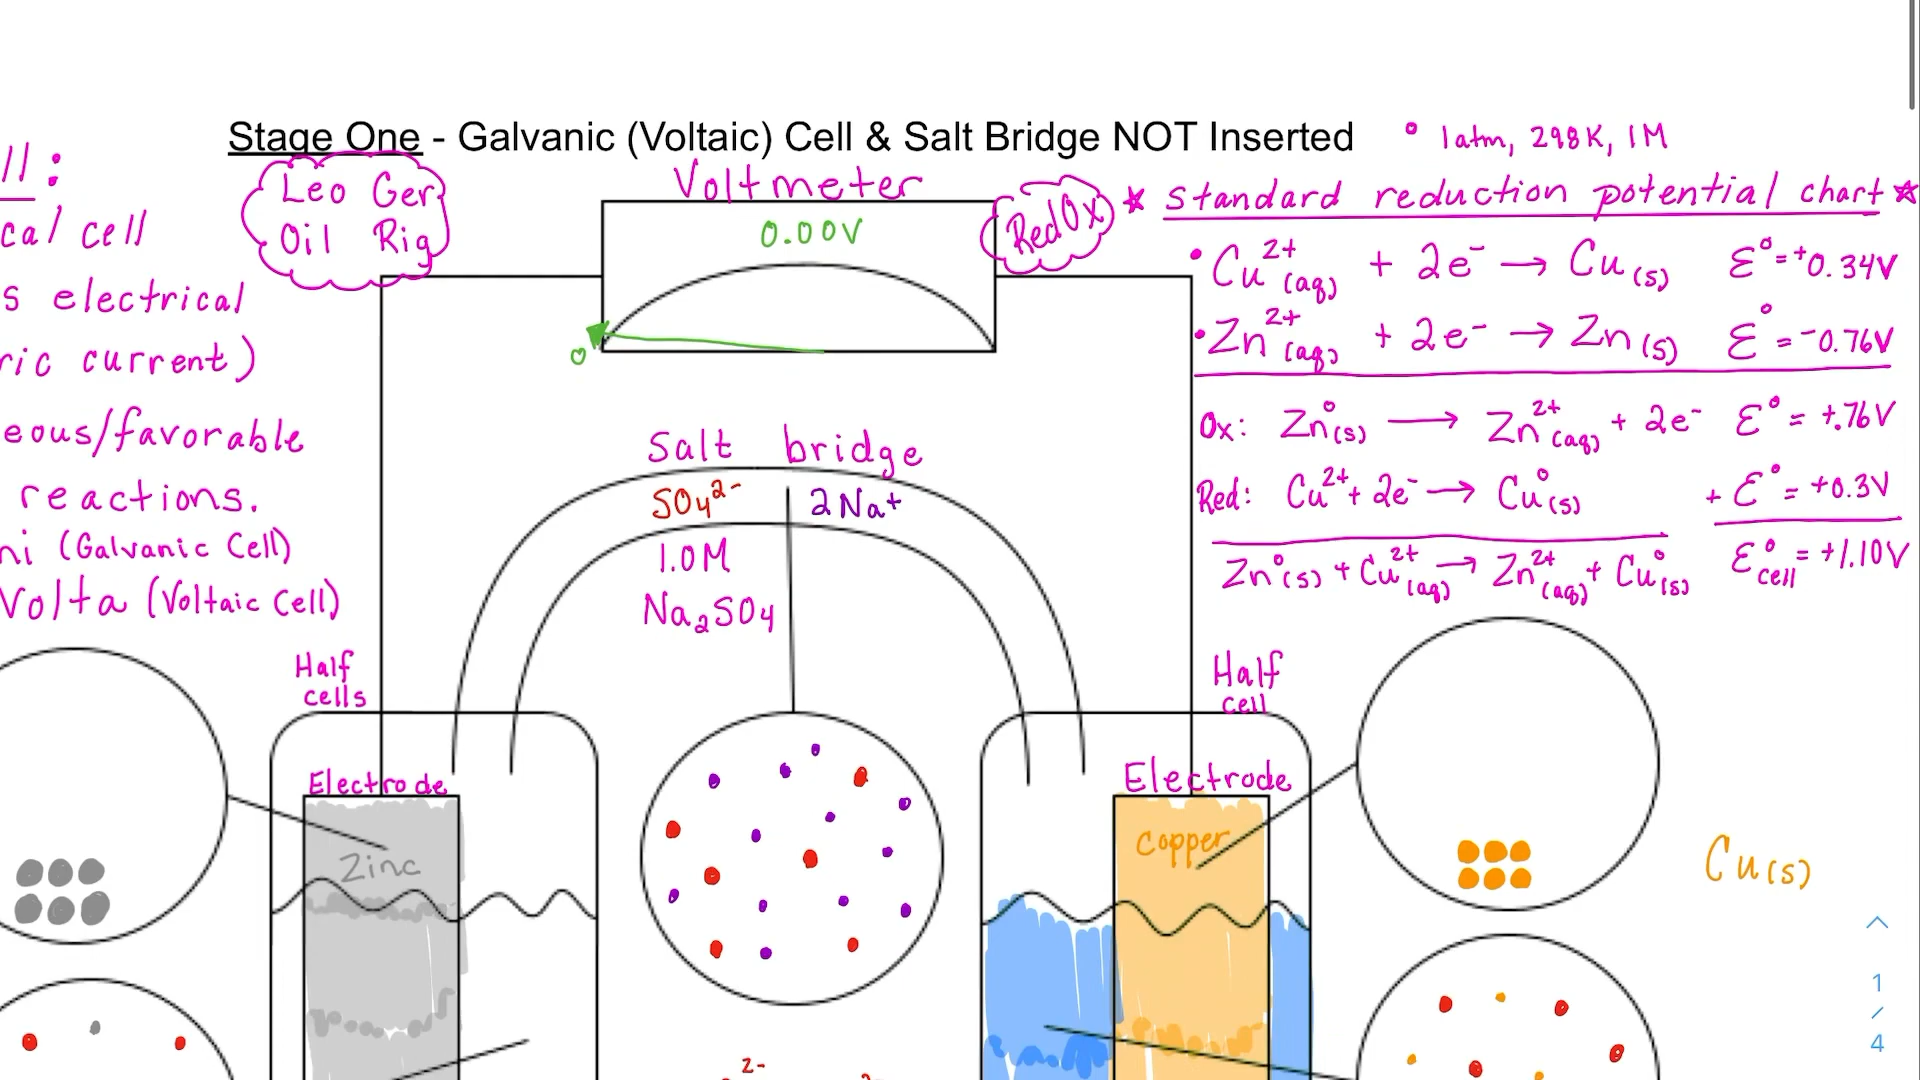 Stage One - Galvanic (Voltaic) Cell & Salt Bridge NOT Inserted
° 1atm, 298K, 1M
ll:
cal cell
s electrical
ric current)
eous/favorable
reactions.
ni (Galvanic Cell)
Volta (Voltaic Cell)
Leo Ger
Oil Rig
Voltmeter
0.00V
0
RedOx
* standard reduction potential chart *
• Cu²⁺(aq) + 2e⁻ → Cu(s) ℰ° = +0.34V
• Zn²⁺(aq) + 2e⁻ → Zn(s) ℰ° = -0.76V
Ox: Zn°(s) → Zn²⁺(aq) + 2e⁻ ℰ° = +.76V
Red: Cu²⁺ + 2e⁻ → Cu°(s) + ℰ° = +0.3V
Zn°(s) + Cu²⁺(aq) → Zn²⁺(aq) + Cu°(s) ℰ°cell = +1.10V
Salt bridge
SO₄²⁻ 2Na⁺
1.0M
Na₂SO₄
Half
cells
Half
cell
Electrode
Zinc
Electrode
Copper
Cu(s)
2-
1
/
4